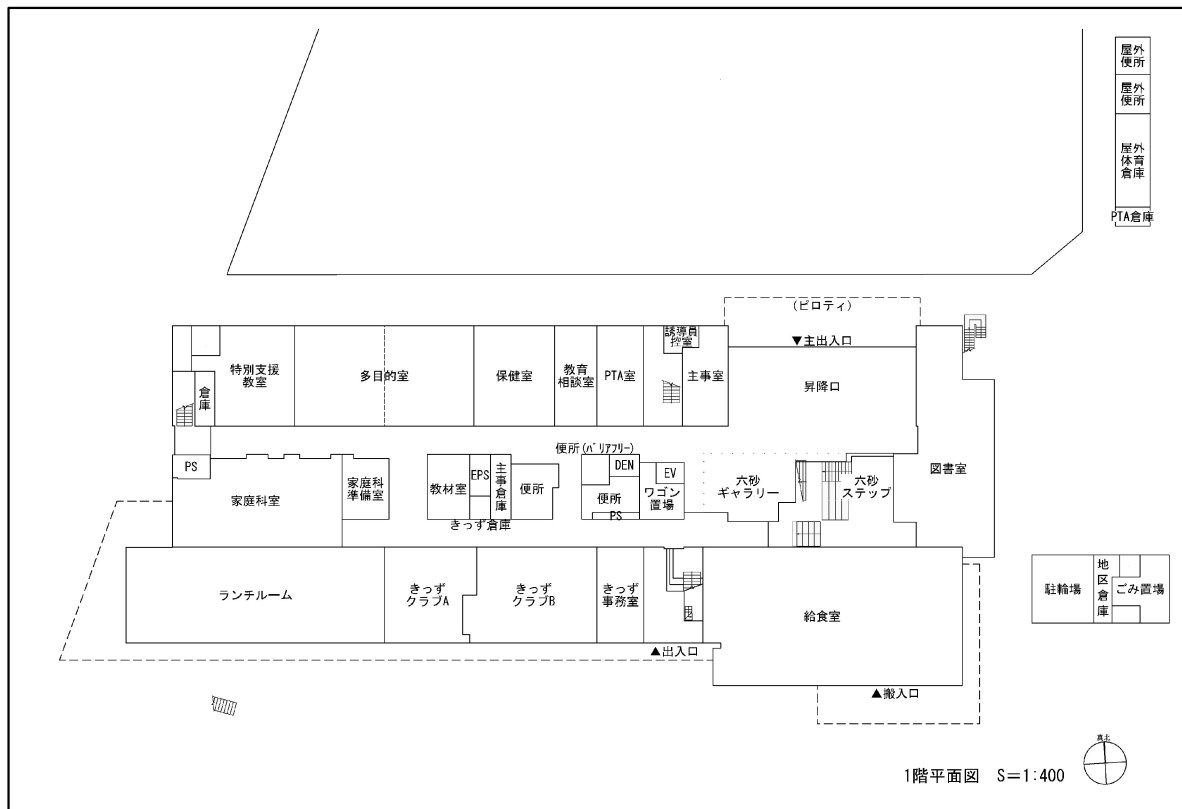 屋外
便所
屋外
便所
屋外
体育
倉庫
PTA倉庫
(ピロティ)
▼主出入口
誘導員
控室
特別支援
教室
多目的室
保健室
教育
相談室
PTA室
主事室
昇降口
倉庫
便所(バリアフリー)
PS
家庭科室
家庭科
準備室
教材室
EPS
主事倉庫
便所
きっず倉庫
DEN
便所
PS
EV
ワゴン
置場
六砂
ギャラリー
六砂
ステップ
図書室
ランチルーム
きっず
クラブA
きっず
クラブB
きっず
事務室
給食室
駐輪場
地区倉庫
ごみ置場
▲出入口
▲搬入口
真北
1階平面図 S=1:400